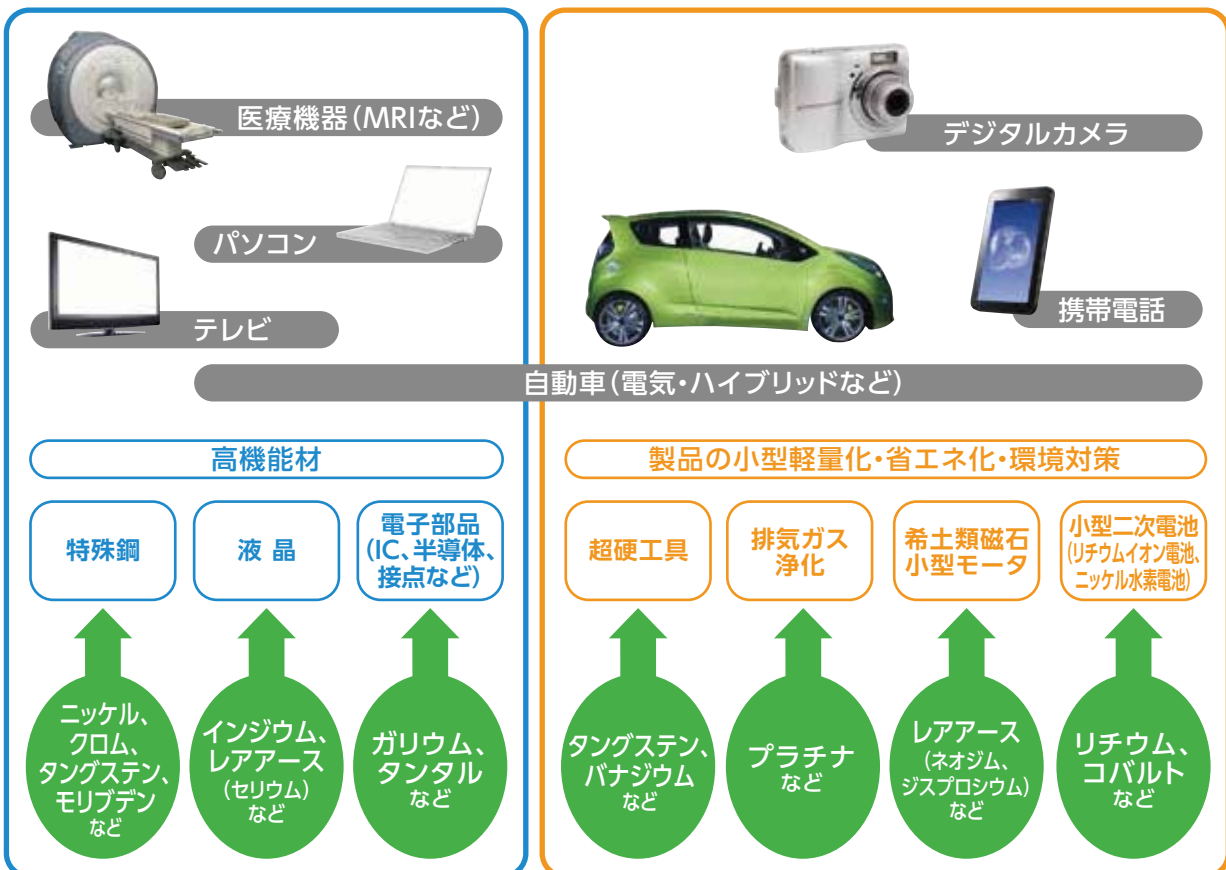 医療機器(MRIなど)
デジタルカメラ
パソコン
テレビ
携帯電話
自動車(電気・ハイブリッドなど)
高機能材
製品の小型軽量化・省エネ化・環境対策
特殊鋼
液晶
電子部品
(IC、半導体、
接点など)
超硬工具
排気ガス
浄化
希土類磁石
小型モータ
小型二次電池
(リチウムイオン電池、
ニッケル水素電池)
ニッケル、
クロム、
タングステン、
モリブデン
など
インジウム、
レアアース
(セリウム)
など
ガリウム、
タンタル
など
タングステン、
バナジウム
など
プラチナ
など
レアアース
(ネオジム、
ジスプロシウム)
など
リチウム、
コバルト
など